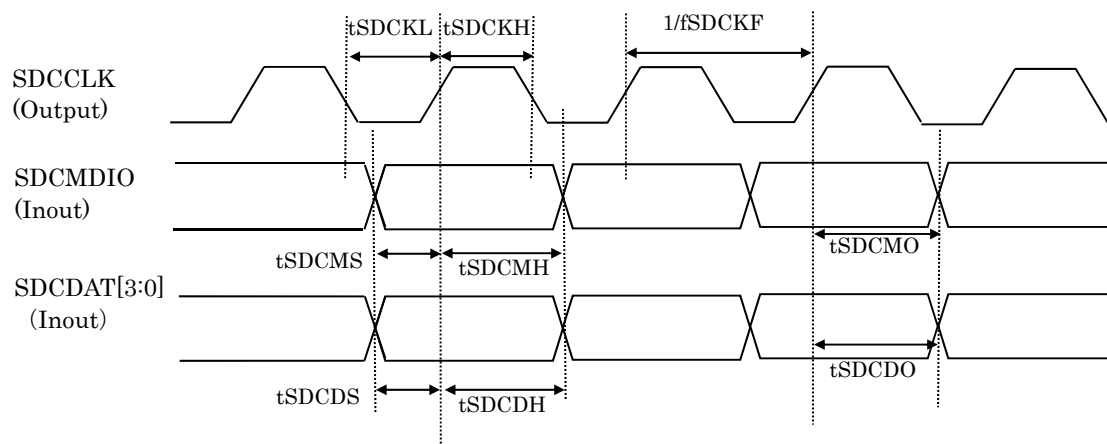 tSDCKL
tSDCKH
1/fSDCKF
SDCCLK
(Output)
SDCMDIO
(Inout)
tSDCMS
tSDCMH
tSDCMO
SDCDAT[3:0]
（Inout）
tSDCDS
tSDCDH
tSDCDO